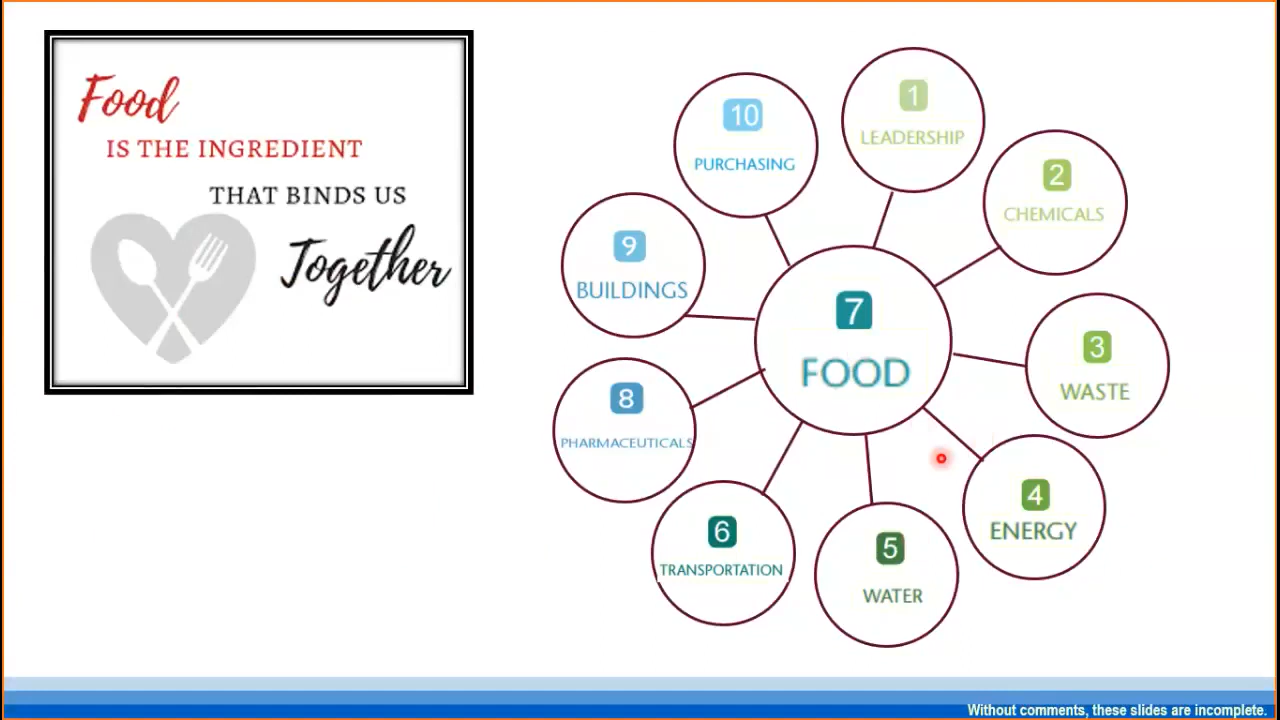 Food
IS THE INGREDIENT
THAT BINDS US
Together
1
LEADERSHIP
2
CHEMICALS
3
WASTE
4
ENERGY
5
WATER
6
TRANSPORTATION
7
FOOD
8
PHARMACEUTICALS
9
BUILDINGS
10
PURCHASING
Without comments, these slides are incomplete.